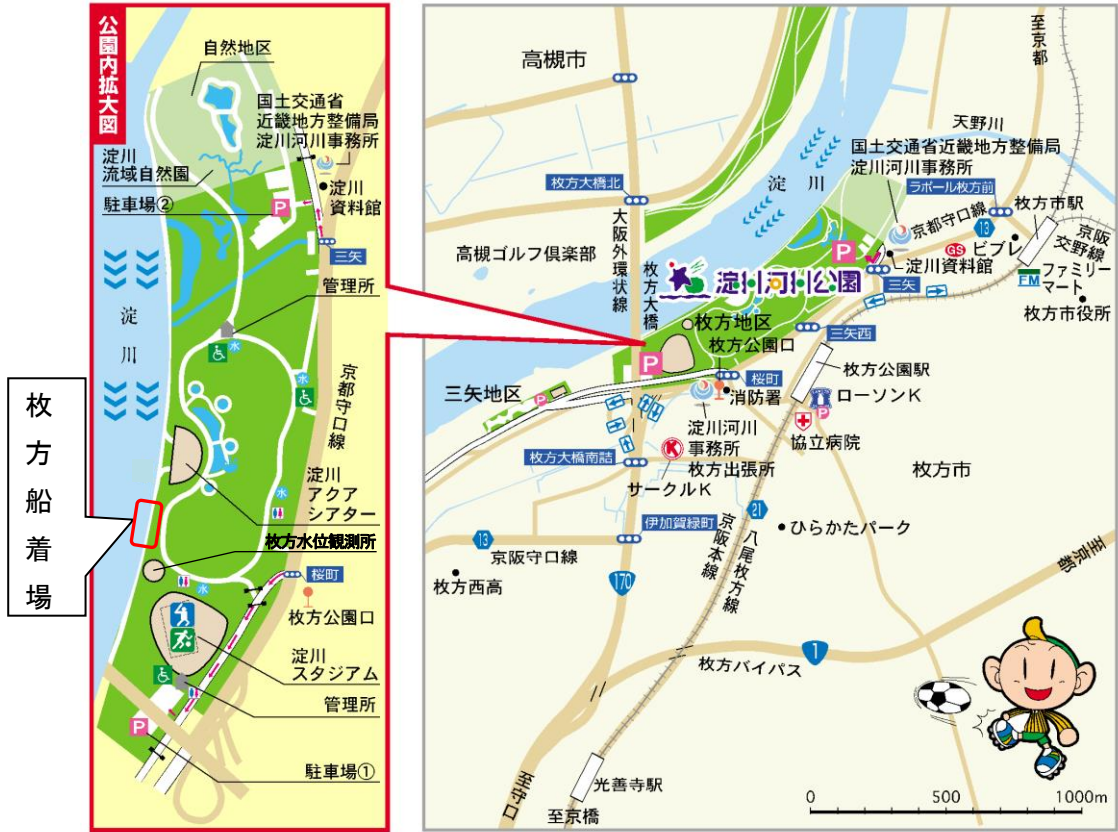 公園内拡大図
自然地区
国土交通省
近畿地方整備局
淀川河川事務所
淀川
流域自然園
淀川
資料館
駐車場②
P
三矢
管理所
水
淀川
水
京都守口線
枚方船着場
淀川
アクア
シアター
水
枚方水位観測所
水
桜町
枚方公園口
淀川
スタジアム
管理所
P
駐車場①
高槻市
至京都
天野川
国土交通省近畿地方整備局
淀川河川事務所
淀川
枚方大橋北
ラポール枚方前
枚方市駅
大阪外環状線
京都守口線
13
京阪
交野線
高槻ゴルフ倶楽部
枚方大橋
P
GS
ビブレ
淀川資料館
ファミリー
マート
FM
三矢
淀川河川公園
枚方市役所
枚方地区
三矢西
枚方公園口
P
枚方公園駅
桜町
三矢地区
P
消防署
ローソンK
P
淀川河川
事務所
枚方出張所
協立病院
枚方大橋南詰
K
サークルK
枚方市
21
伊加賀緑町
ひらかたパーク
13
京阪守口線
京阪本線
八尾枚方線
至京都
枚方西高
170
1
枚方バイパス
光善寺駅
至守口
至京橋
0 500 1000m